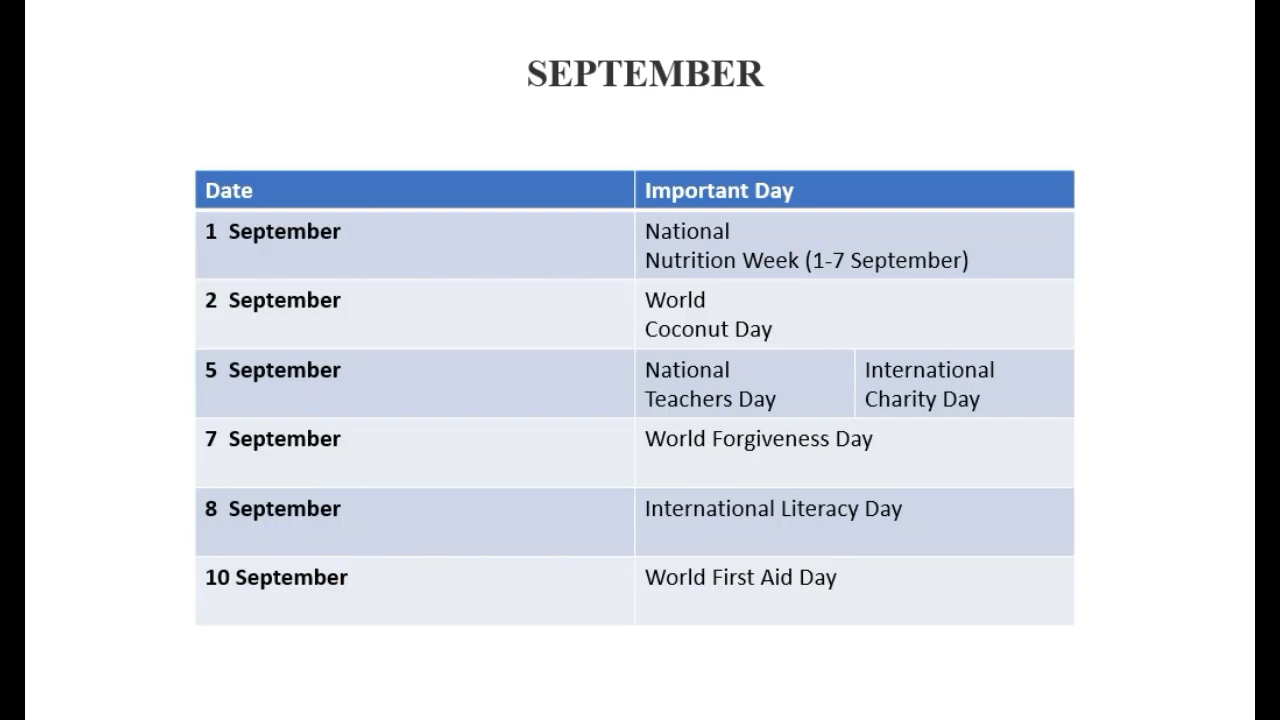 SEPTEMBER
Date
Important Day
1 September
National
Nutrition Week (1-7 September)
2 September
World
Coconut Day
5 September
National
Teachers Day
International
Charity Day
7 September
World Forgiveness Day
8 September
International Literacy Day
10 September
World First Aid Day